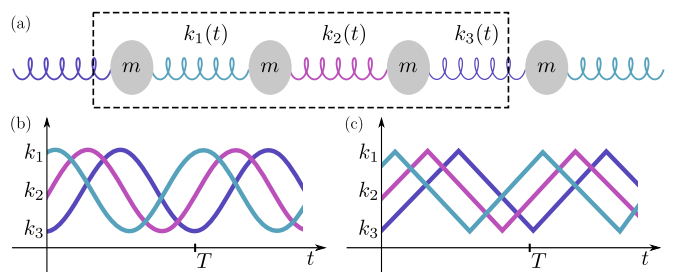 (a)
k₁(t) k₂(t) k₃(t)
m m m m
(b) (c)
k₁ k₁
k₂ k₂
k₃ k₃
T t T t